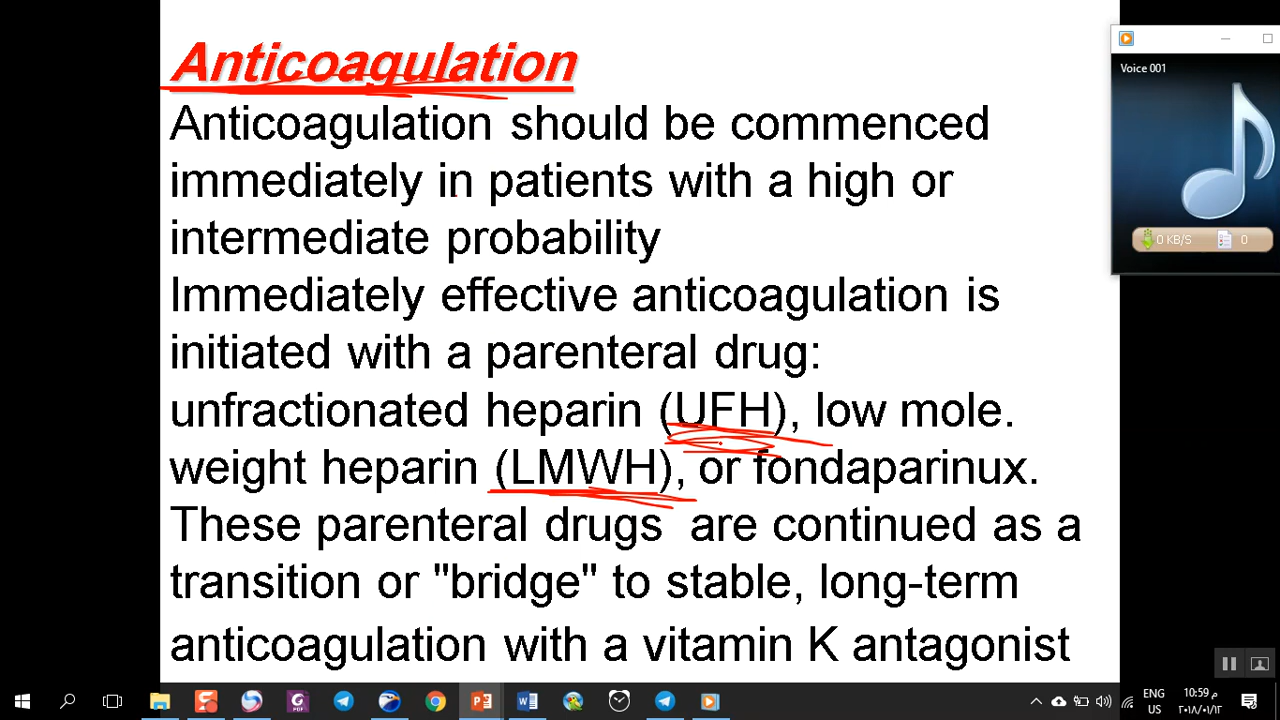 Anticoagulation
Anticoagulation should be commenced
immediately in patients with a high or
intermediate probability
Immediately effective anticoagulation is
initiated with a parenteral drug:
unfractionated heparin (UFH), low mole.
weight heparin (LMWH), or fondaparinux.
These parenteral drugs are continued as a
transition or "bridge" to stable, long-term
anticoagulation with a vitamin K antagonist
Voice 001
0 KB/S 0
ENG
US
10:59 م
٢٠١٨/٠١/١٢